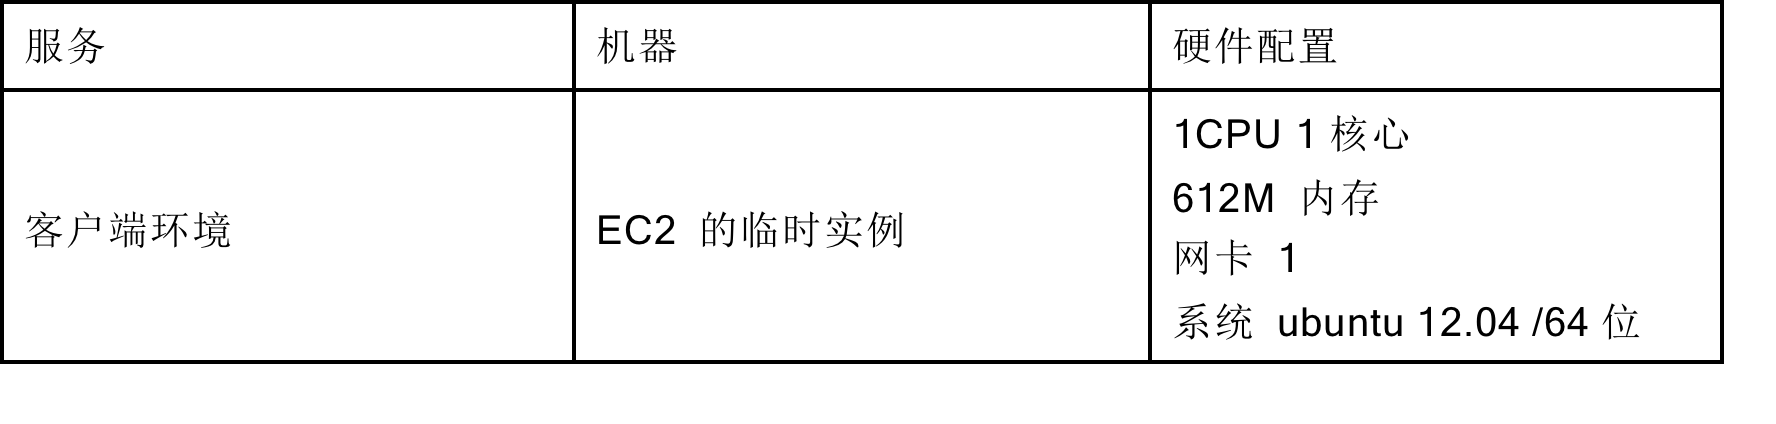 服务 机器 硬件配置
客户端环境
EC2 的临时实例
1CPU 1 核心
612M 内存
网卡 1
系统 ubuntu 12.04 /64 位